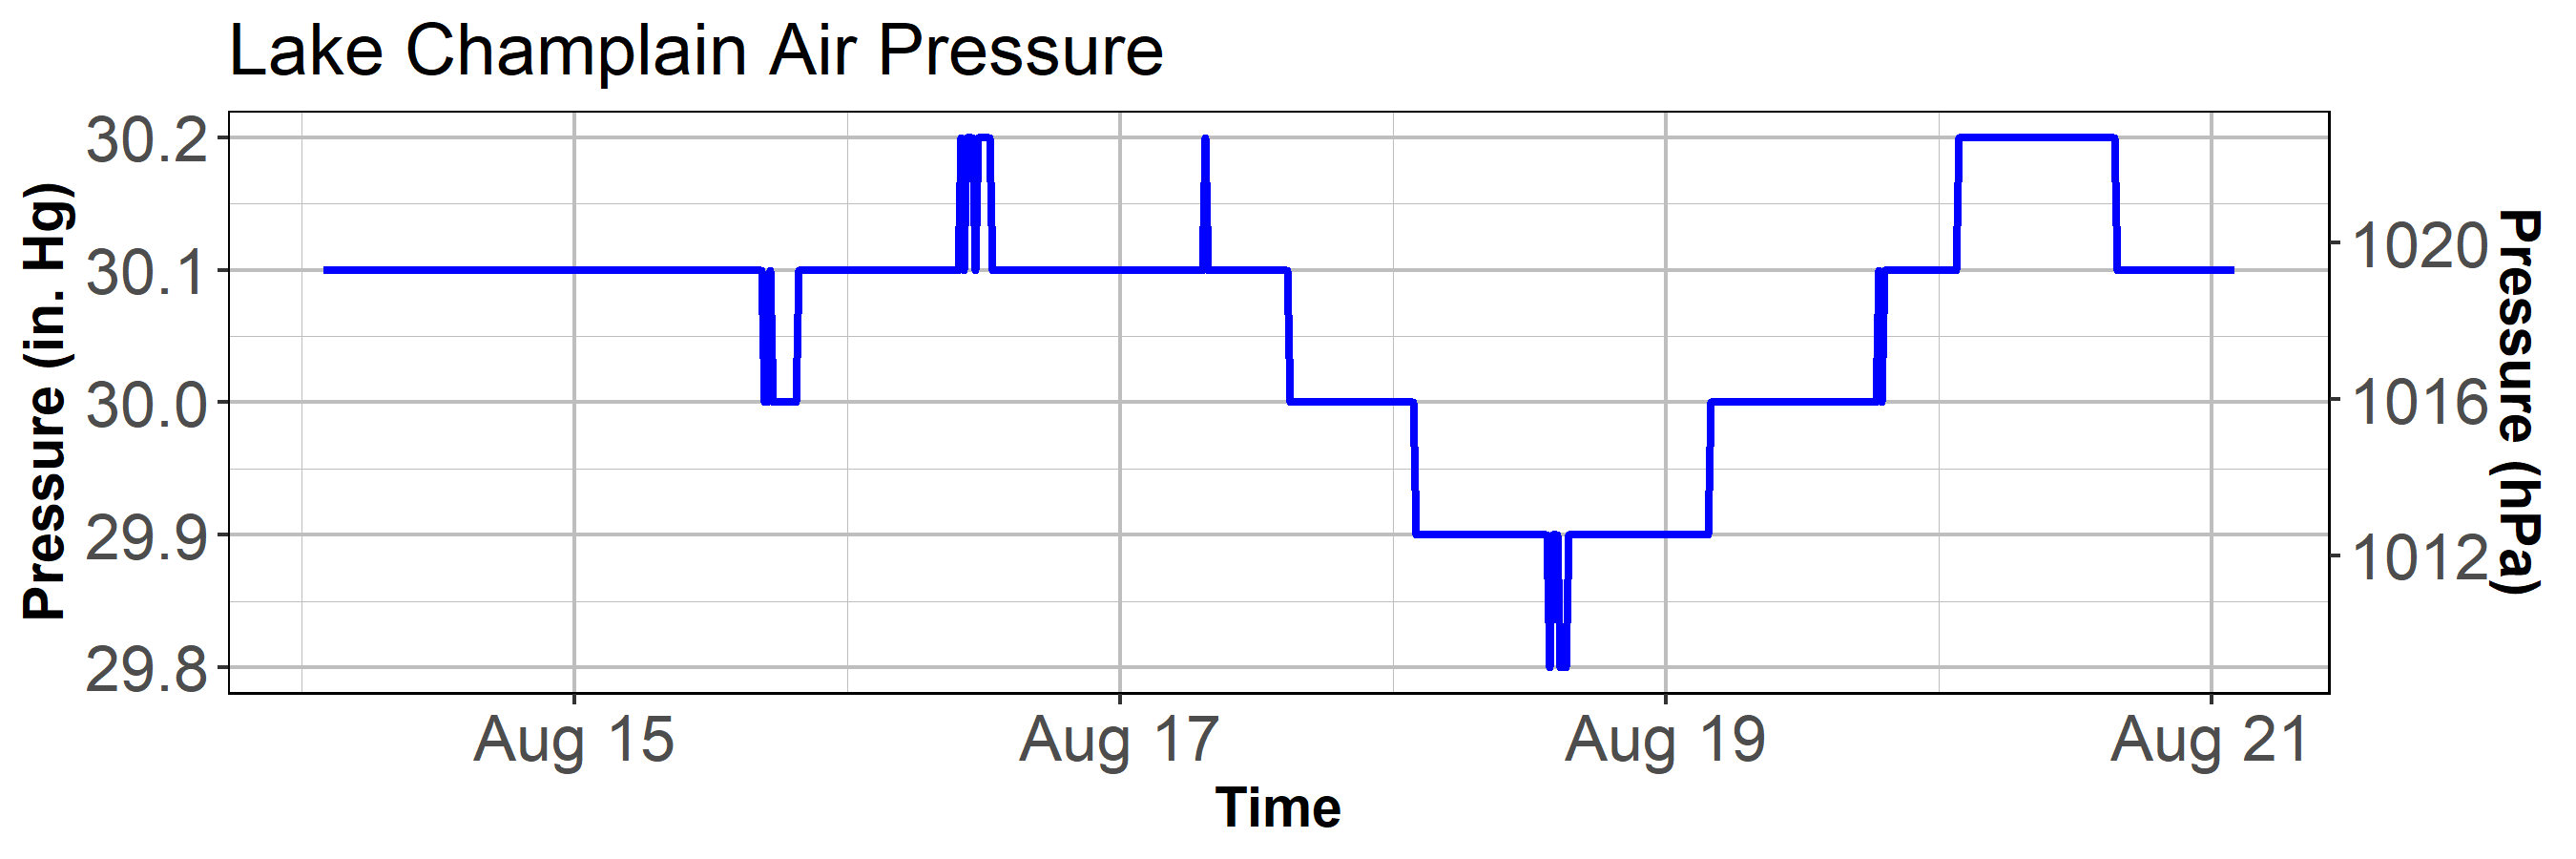 Lake Champlain Air Pressure
30.2
30.1
30.0
29.9
29.8
Pressure (in. Hg)
1020
1016
1012
Pressure (hPa)
Aug 15
Aug 17
Aug 19
Aug 21
Time